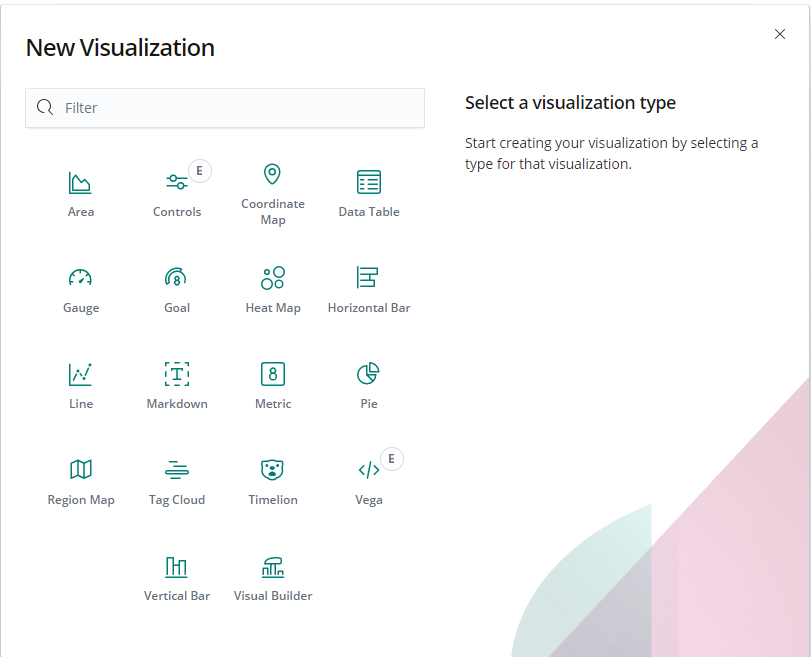 New Visualization
Filter
Select a visualization type
Start creating your visualization by selecting a
type for that visualization.
E
Area
Controls
Coordinate
Map
Data Table
Gauge
8
Goal
Heat Map
Horizontal Bar
Line
T
Markdown
8
Metric
Pie
Region Map
Tag Cloud
Timelion
</>
E
Vega
Vertical Bar
Visual Builder